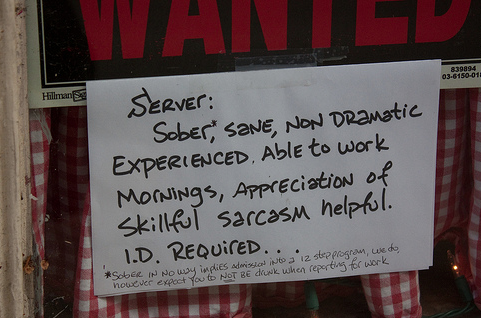 WANTED
839894
03-6150-01
Hillman
Server:
Sober,* SANE, NON DRAMATIC
EXPERIENCED. Able to work
MORNINGS, APPRECIATION of
Skillful SARCASM helpful.
I.D. REQUIRED...
*SOBER IN NO WAY implies admission into a 12 step program, we do,
however expect you to NOT BE drunk when reporting for work